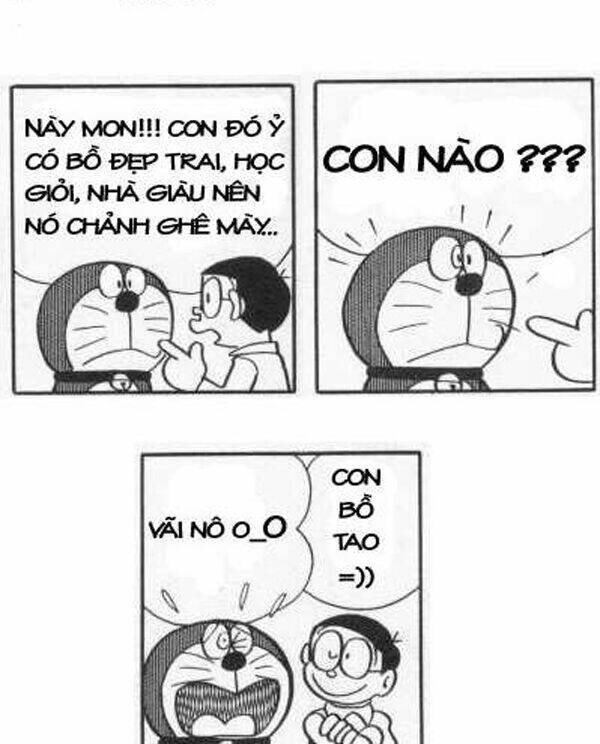 NÀY MON!!! CON ĐÓ Ỷ
CÓ BỒ ĐẸP TRAI, HỌC
GIỎI, NHÀ GIÀU NÊN
NÓ CHẢNH GHÊ MÀY...
CON NÀO ???
VÃI NÔ O_O
CON
BỒ
TAO
=))